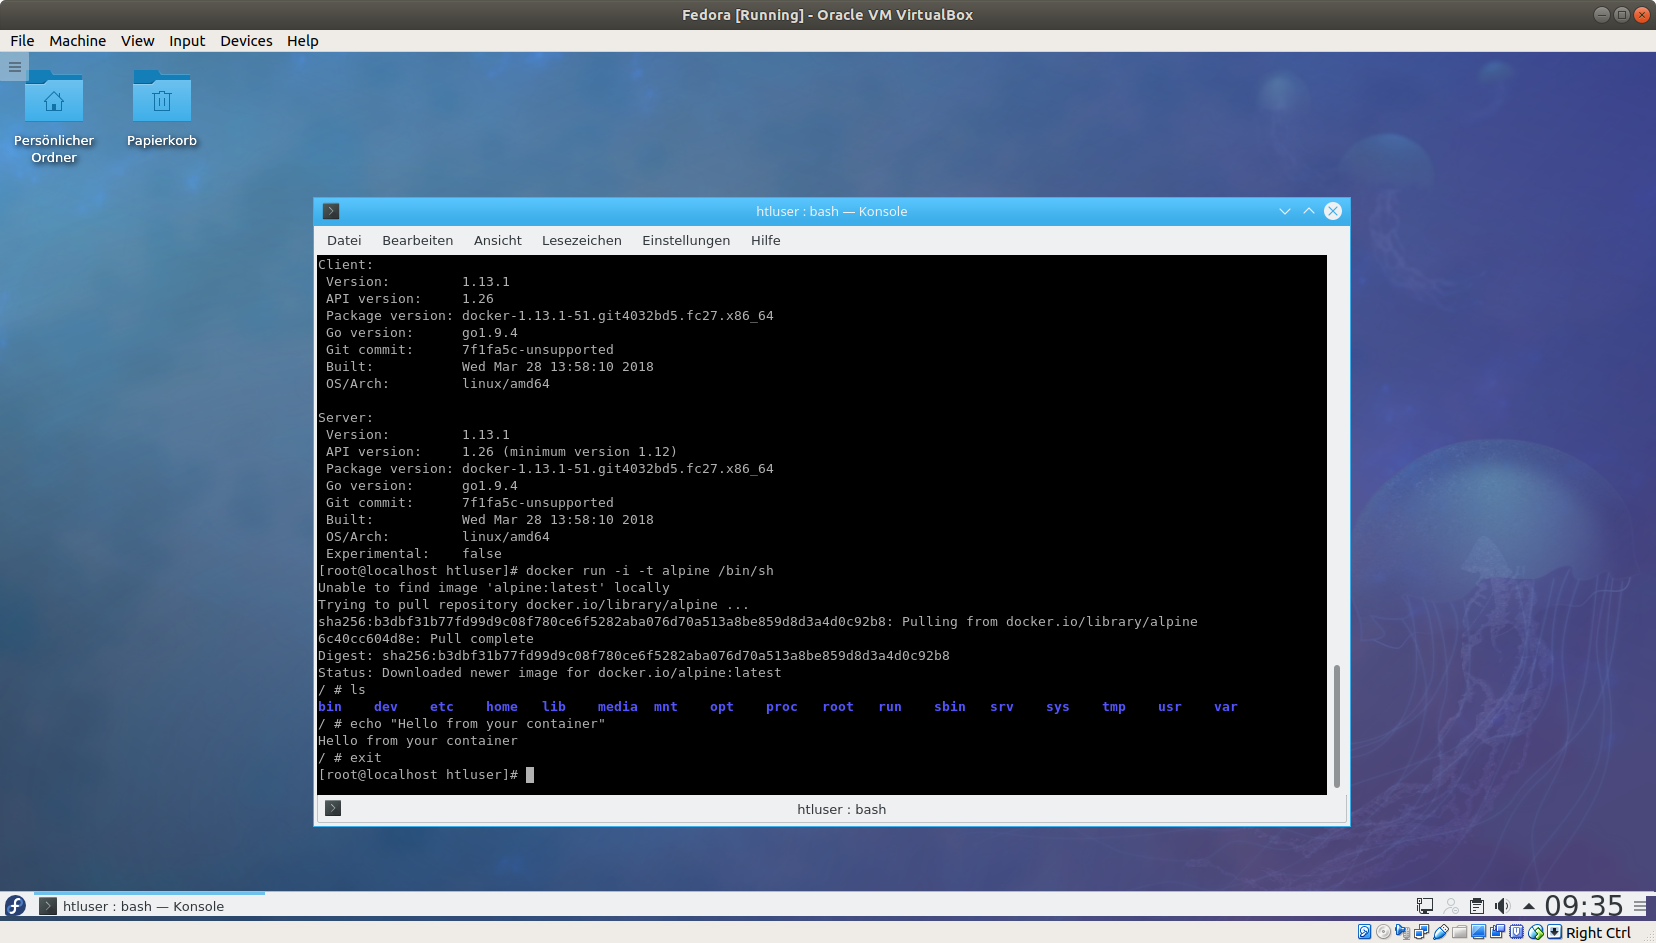 Fedora [Running] - Oracle VM VirtualBox
File Machine View Input Devices Help
Persönlicher
Ordner
Papierkorb
htluser : bash — Konsole
Datei Bearbeiten Ansicht Lesezeichen Einstellungen Hilfe
Client:
Version: 1.13.1
API version: 1.26
Package version: docker-1.13.1-51.git4032bd5.fc27.x86_64
Go version: go1.9.4
Git commit: 7f1fa5c-unsupported
Built: Wed Mar 28 13:58:10 2018
OS/Arch: linux/amd64
Server:
Version: 1.13.1
API version: 1.26 (minimum version 1.12)
Package version: docker-1.13.1-51.git4032bd5.fc27.x86_64
Go version: go1.9.4
Git commit: 7f1fa5c-unsupported
Built: Wed Mar 28 13:58:10 2018
OS/Arch: linux/amd64
Experimental: false
[root@localhost htluser]# docker run -i -t alpine /bin/sh
Unable to find image 'alpine:latest' locally
Trying to pull repository docker.io/library/alpine ...
sha256:b3dbf31b77fd99d9c08f780ce6f5282aba076d70a513a8be859d8d3a4d0c92b8: Pulling from docker.io/library/alpine
6c40cc604d8e: Pull complete
Digest: sha256:b3dbf31b77fd99d9c08f780ce6f5282aba076d70a513a8be859d8d3a4d0c92b8
Status: Downloaded newer image for docker.io/alpine:latest
/ # ls
bin dev etc home lib media mnt opt proc root run sbin srv sys tmp usr var
/ # echo "Hello from your container"
Hello from your container
/ # exit
[root@localhost htluser]#
htluser : bash
htluser : bash — Konsole
09:35
Right Ctrl